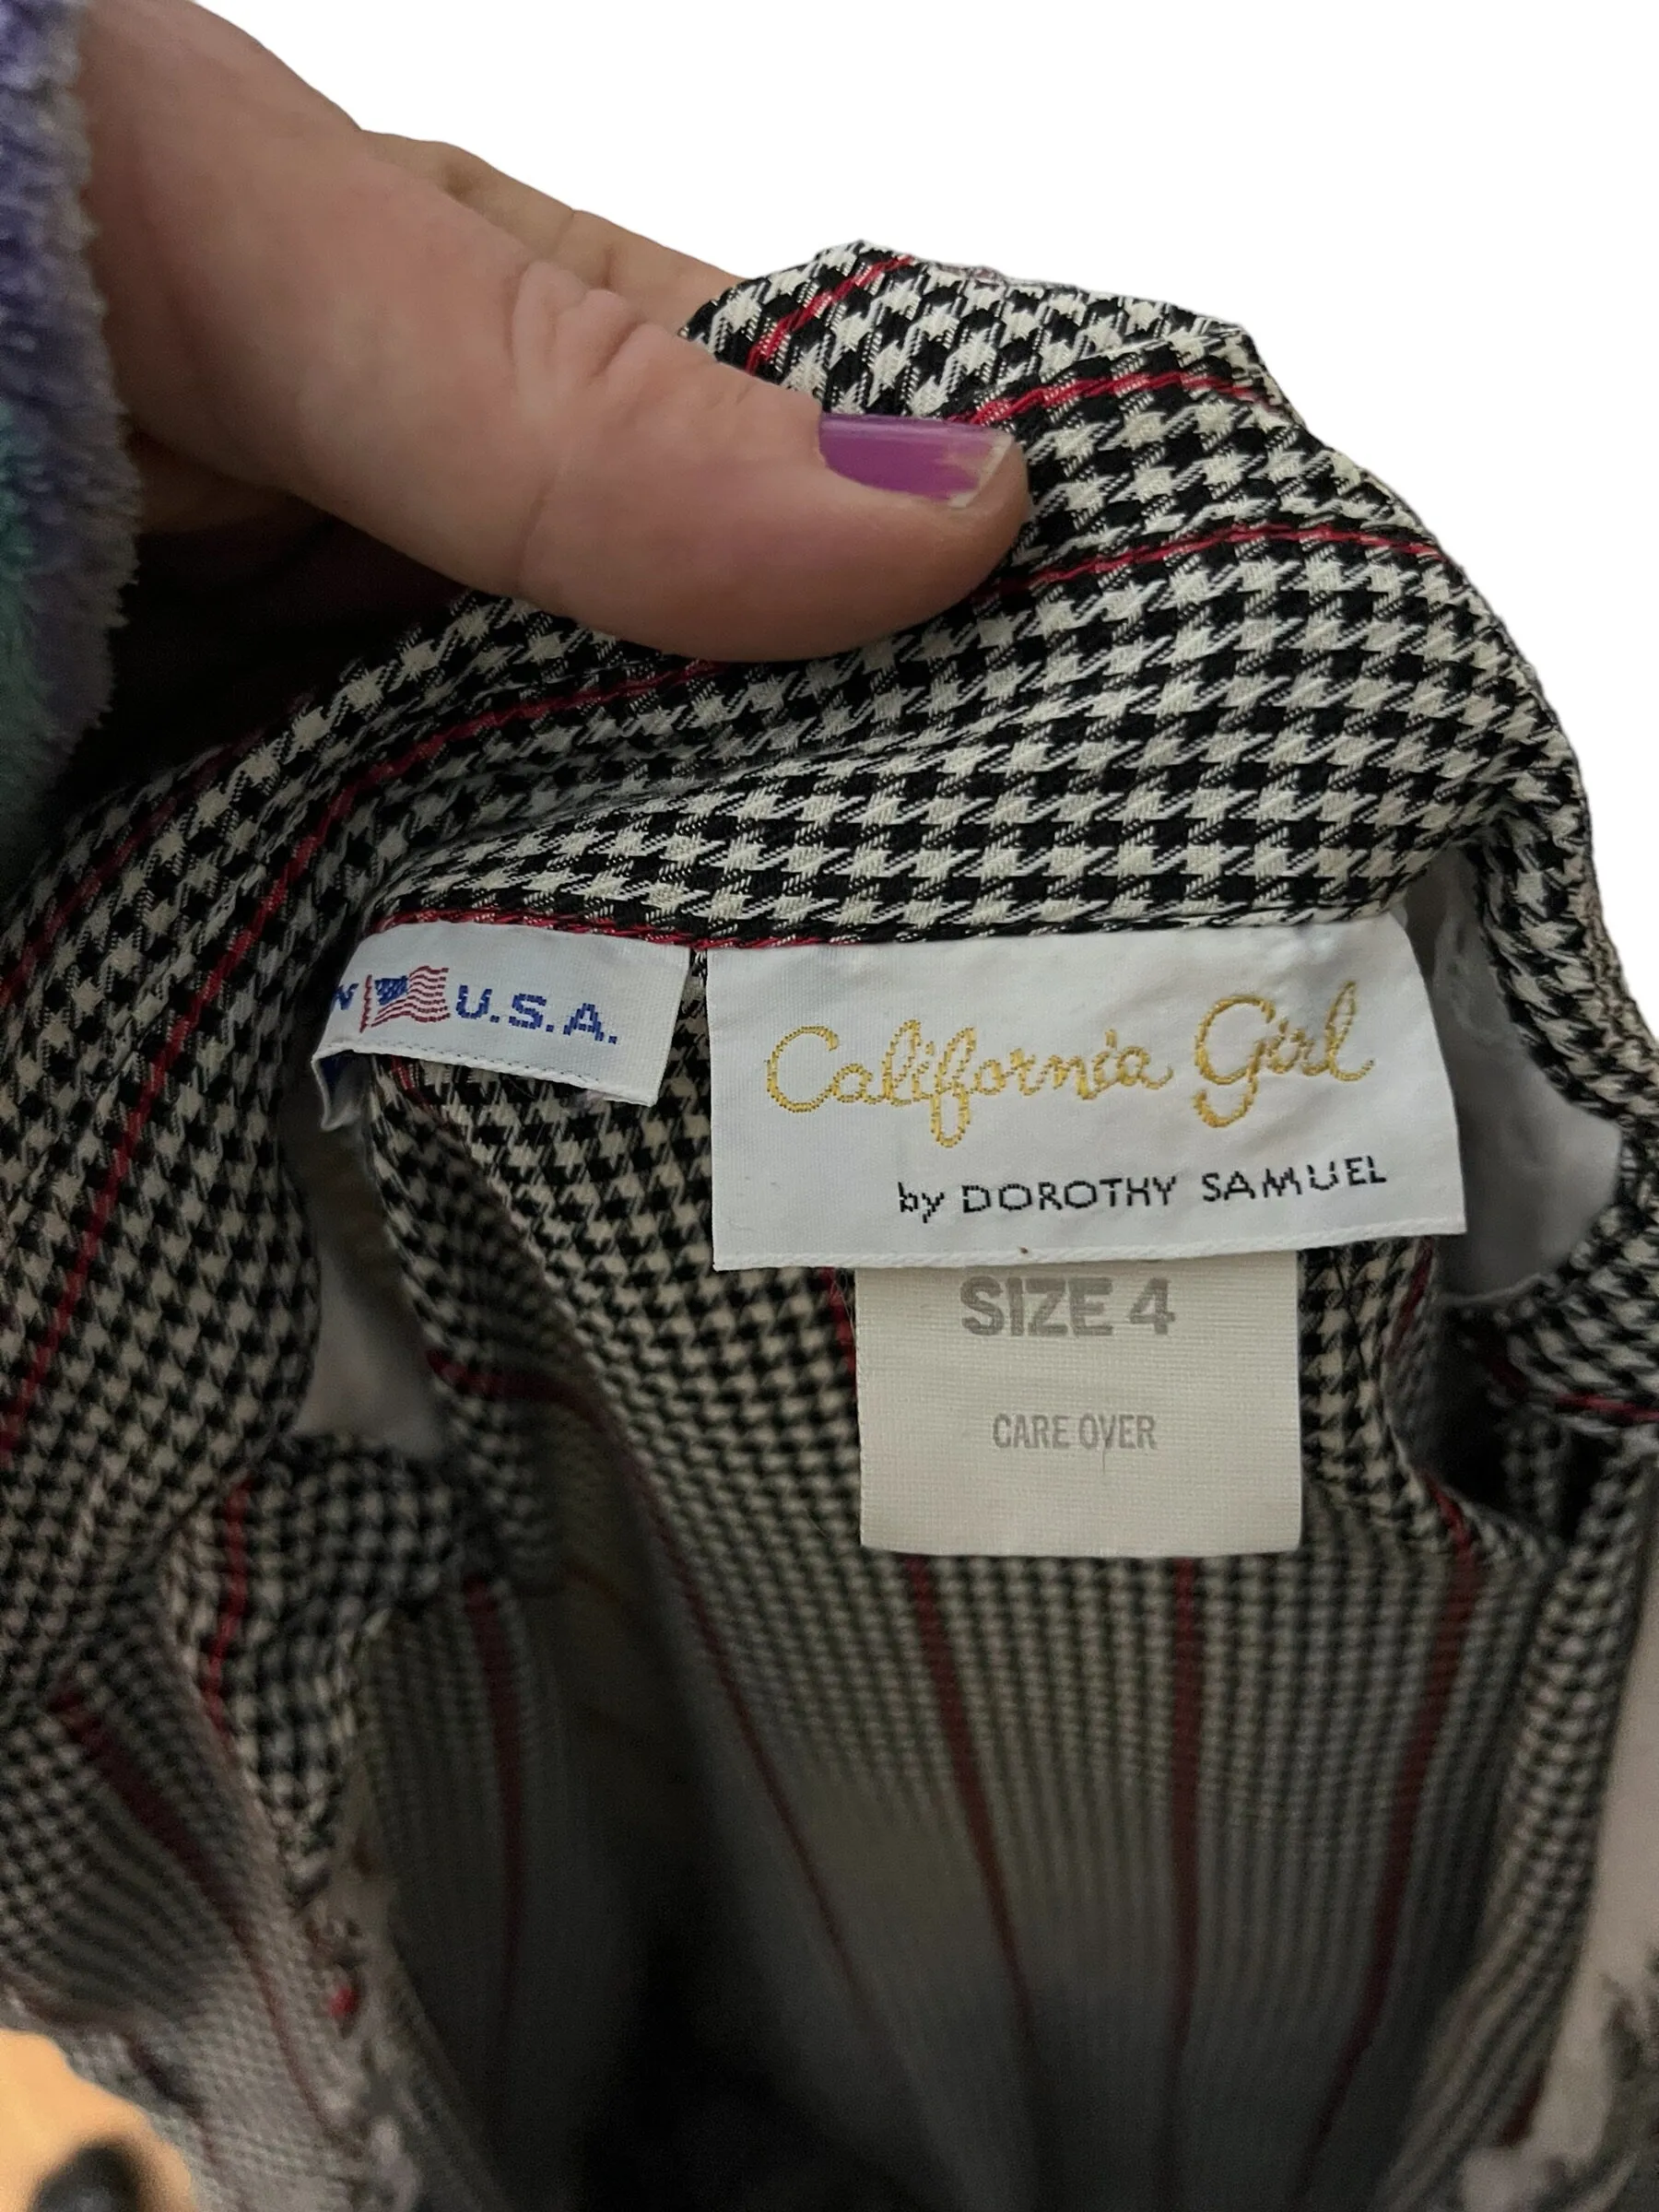 U.S.A.
California Girl
by DOROTHY SAMUEL
SIZE 4
CARE OVER